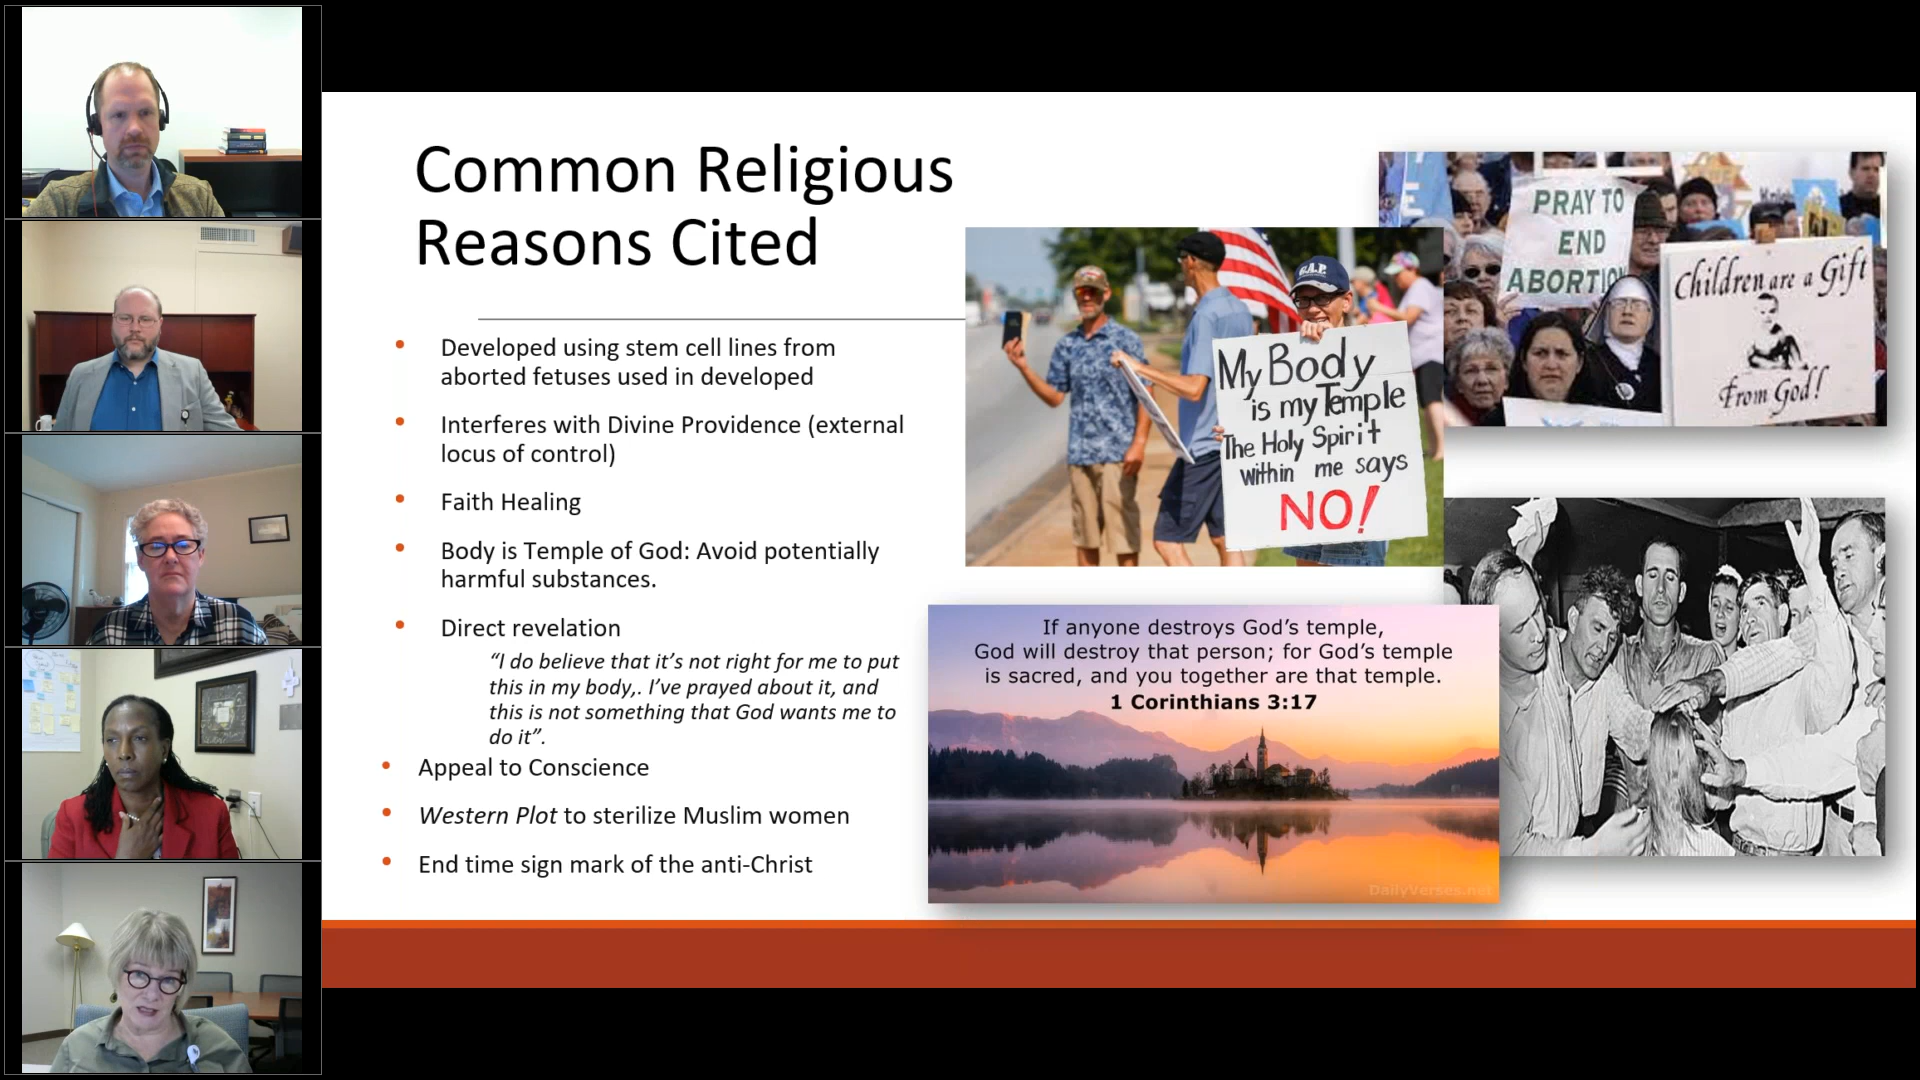 Common Religious
Reasons Cited
• Developed using stem cell lines from
aborted fetuses used in developed
• Interferes with Divine Providence (external
locus of control)
• Faith Healing
• Body is Temple of God: Avoid potentially
harmful substances.
• Direct revelation
“I do believe that it’s not right for me to put
this in my body,. I’ve prayed about it, and
this is not something that God wants me to
do it”.
• Appeal to Conscience
• Western Plot to sterilize Muslim women
• End time sign mark of the anti-Christ
PRAY TO
END
ABORTION
Children are a Gift
From God!
My Body
is my Temple
The Holy Spirit
within me says
NO!
If anyone destroys God’s temple,
God will destroy that person; for God’s temple
is sacred, and you together are that temple.
1 Corinthians 3:17
DailyVerses.net